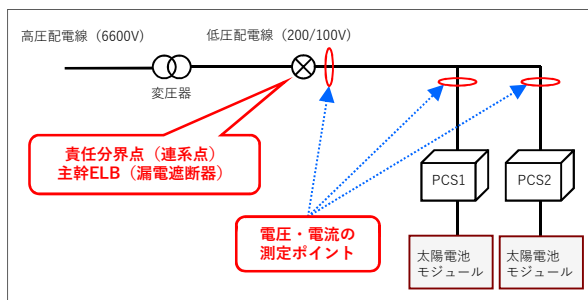 高圧配電線（6600V）
低圧配電線（200/100V）
変圧器
責任分界点（連系点）
主幹ELB（漏電遮断器）
電圧・電流の
測定ポイント
PCS1
PCS2
太陽電池
モジュール
太陽電池
モジュール